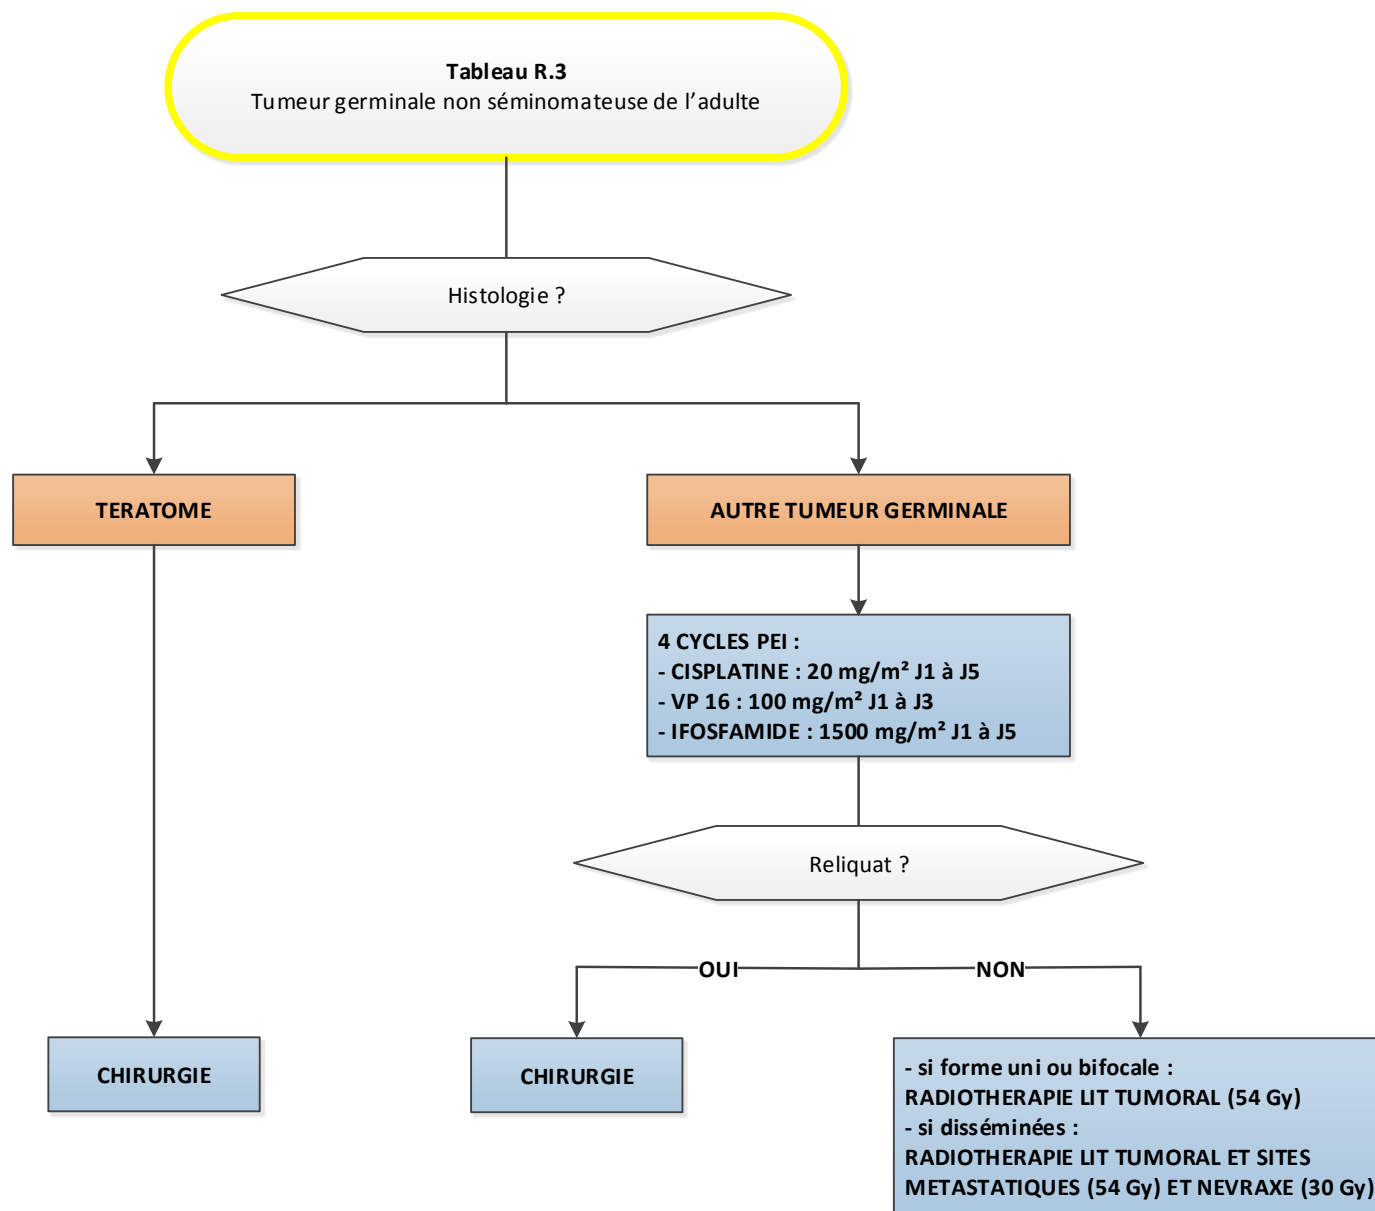 Tableau R.3
Tumeur germinale non séminomateuse de l'adulte
Histologie ?
TERATOME
AUTRE TUMEUR GERMINALE
4 CYCLES PEI :
- CISPLATINE : 20 mg/m² J1 à J5
- VP 16 : 100 mg/m² J1 à J3
- IFOSFAMIDE : 1500 mg/m² J1 à J5
Reliquat ?
OUI
NON
CHIRURGIE
CHIRURGIE
- si forme uni ou bifocale :
RADIOTHERAPIE LIT TUMORAL (54 Gy)
- si disséminées :
RADIOTHERAPIE LIT TUMORAL ET SITES
METASTATIQUES (54 Gy) ET NEVRAXE (30 Gy)